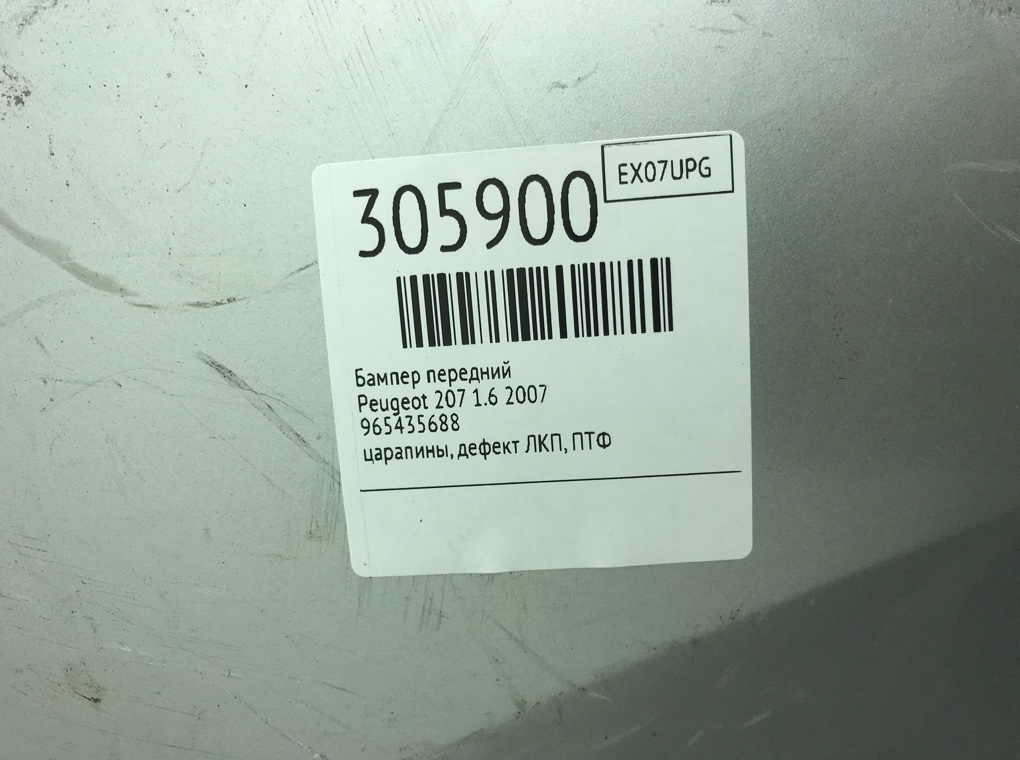 305900
EX07UPG
Бампер передний
Peugeot 207 1.6 2007
965435688
царапины, дефект ЛКП, ПТФ